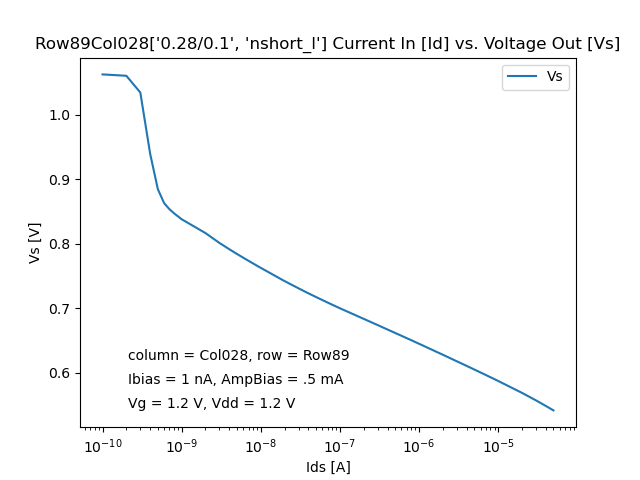 Row89Col028['0.28/0.1', 'nshort_l'] Current In [Id] vs. Voltage Out [Vs]
Vs
1.0
0.9
0.8
0.7
0.6
Vs [V]
column = Col028, row = Row89
Ibias = 1 nA, AmpBias = .5 mA
Vg = 1.2 V, Vdd = 1.2 V
10⁻¹⁰ 10⁻⁹ 10⁻⁸ 10⁻⁷ 10⁻⁶ 10⁻⁵
Ids [A]